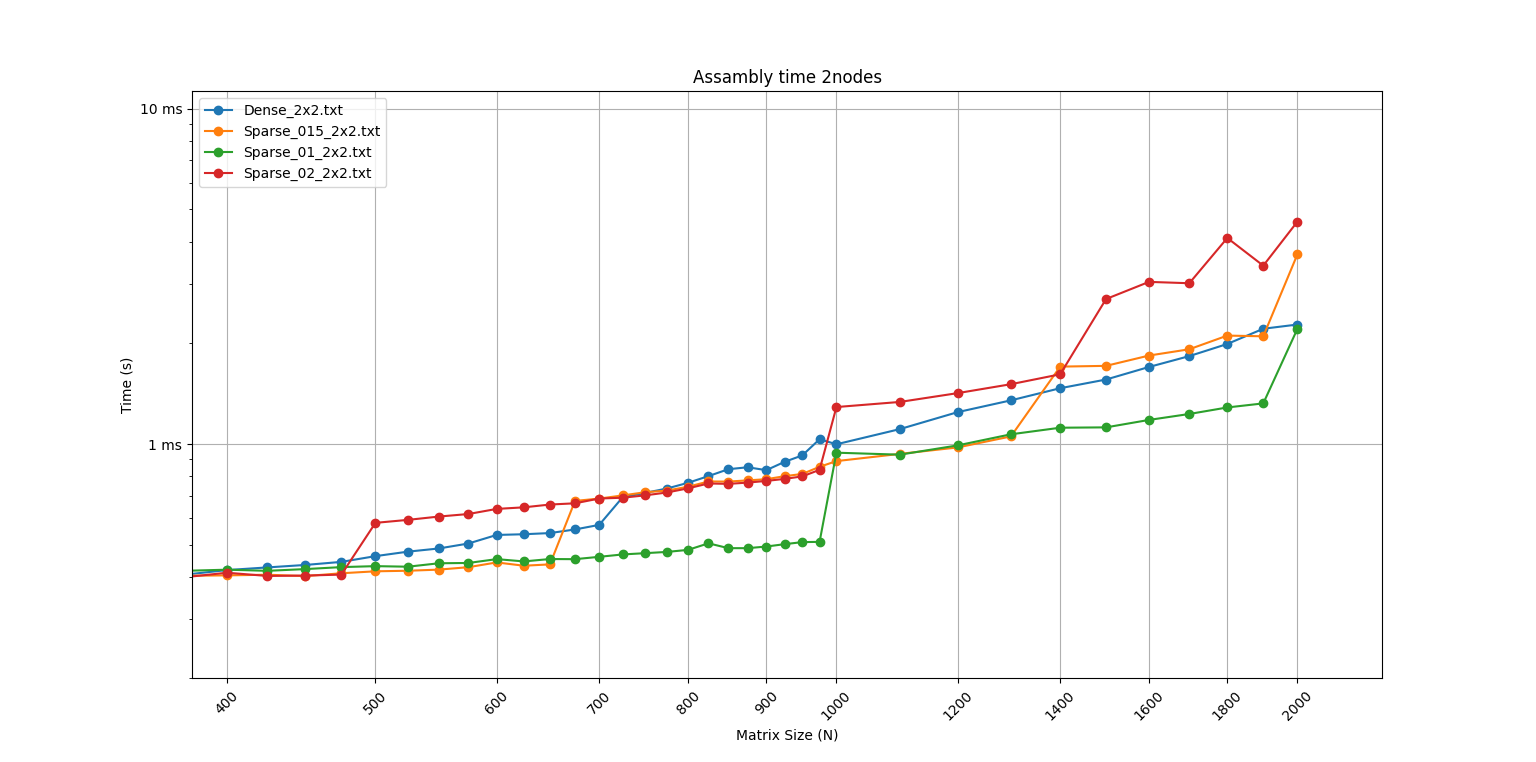 Assambly time 2nodes
10 ms
1 ms
Time (s)
Dense_2x2.txt
Sparse_015_2x2.txt
Sparse_01_2x2.txt
Sparse_02_2x2.txt
400
500
600
700
800
900
1000
1200
1400
1600
1800
2000
Matrix Size (N)